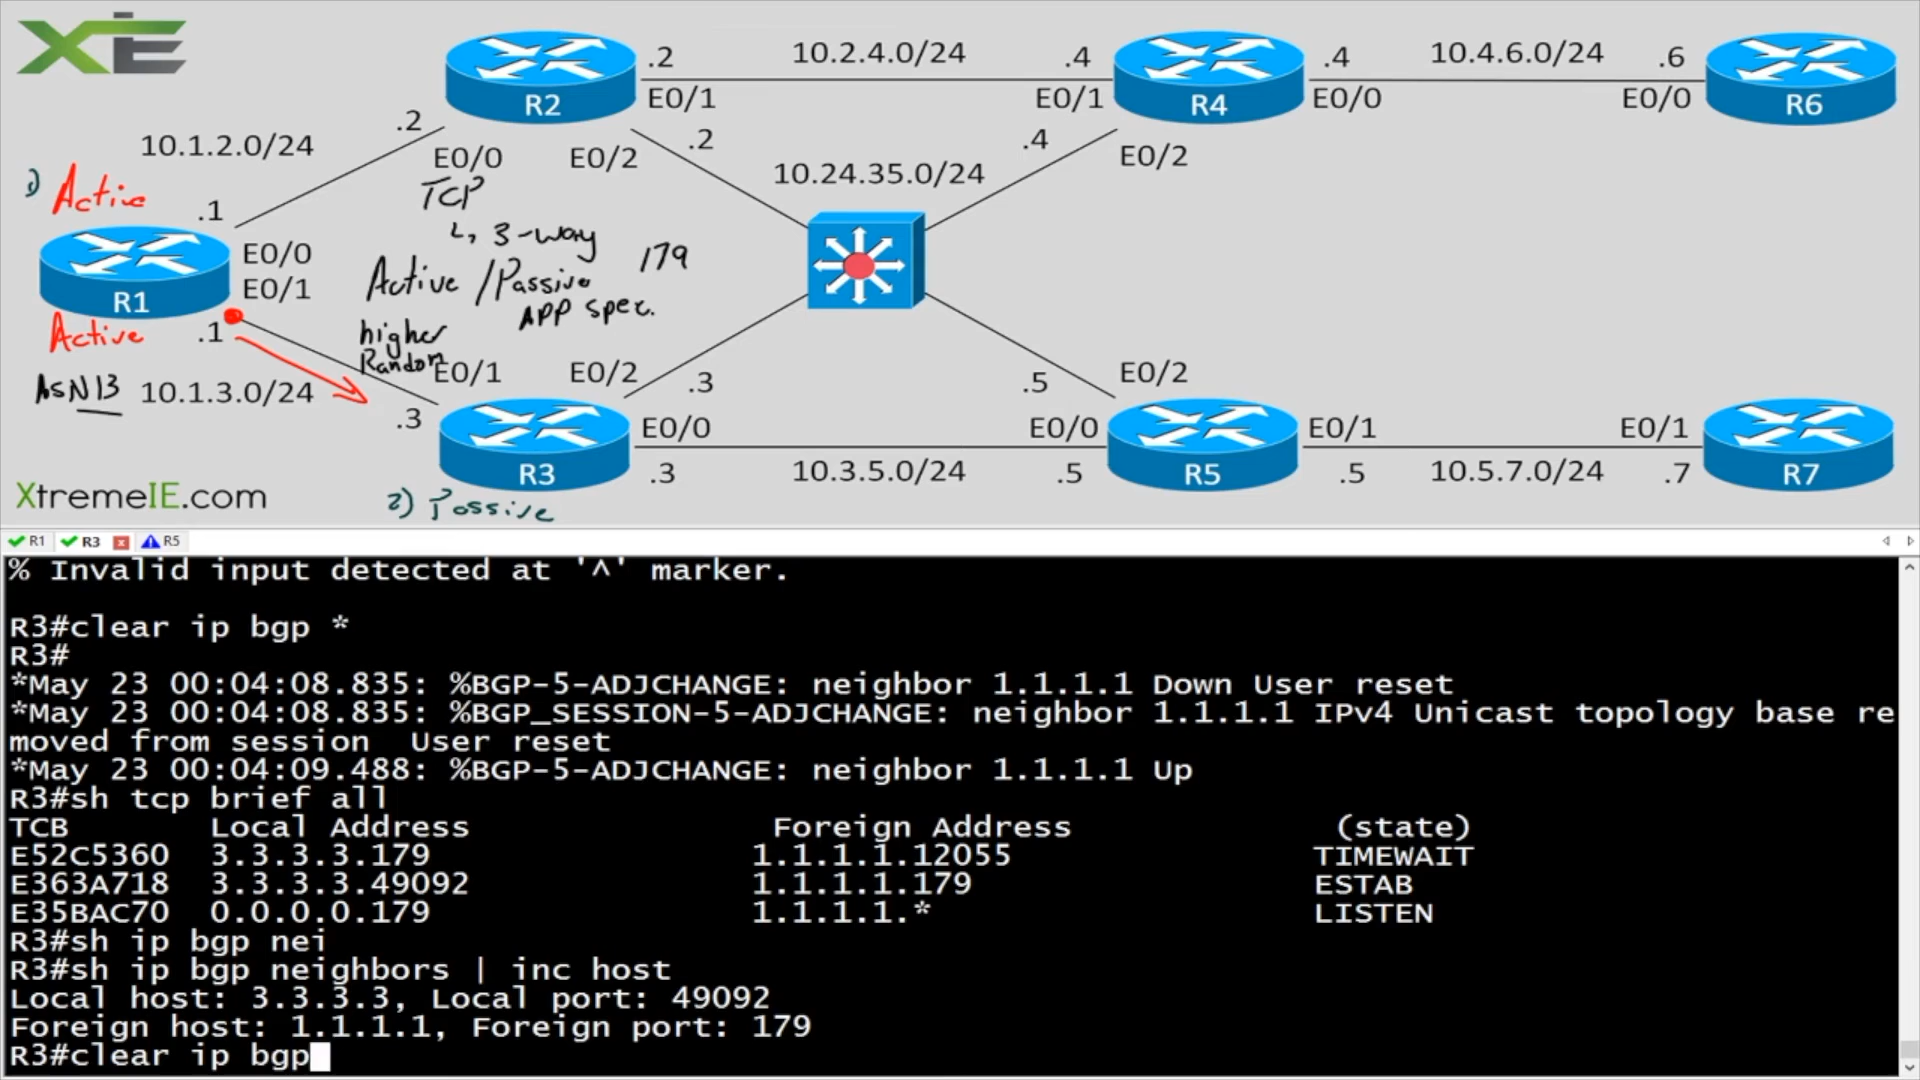 XIE
.2
10.2.4.0/24
.4
.4
10.4.6.0/24
.6
R2
E0/1
E0/1
R4
E0/0
E0/0
R6
10.1.2.0/24
.2
E0/0
E0/2
.2
.4
E0/2
10.24.35.0/24
1) Active
.1
TCP
↳ 3-way
179
E0/0
Active / Passive
APP spec.
E0/1
R1
Active
.1
higher
Random
E0/1
E0/2
.3
.5
E0/2
ASN13
10.1.3.0/24
.3
E0/0
E0/0
E0/1
E0/1
R3
.3
10.3.5.0/24
.5
R5
.5
10.5.7.0/24
.7
R7
XtremeIE.com
2) Passive
R1
R3
R5
% Invalid input detected at '^' marker.
R3#clear ip bgp *
R3#
*May 23 00:04:08.835: %BGP-5-ADJCHANGE: neighbor 1.1.1.1 Down User reset
*May 23 00:04:08.835: %BGP_SESSION-5-ADJCHANGE: neighbor 1.1.1.1 IPv4 Unicast topology base re
moved from session  User reset
*May 23 00:04:09.488: %BGP-5-ADJCHANGE: neighbor 1.1.1.1 Up
R3#sh tcp brief all
TCB Local Address Foreign Address (state)
E52C5360 3.3.3.3.179 1.1.1.1.12055 TIMEWAIT
E363A718 3.3.3.3.49092 1.1.1.1.179 ESTAB
E35BAC70 0.0.0.0.179 1.1.1.1.* LISTEN
R3#sh ip bgp nei
R3#sh ip bgp neighbors | inc host
Local host: 3.3.3.3, Local port: 49092
Foreign host: 1.1.1.1, Foreign port: 179
R3#clear ip bgp